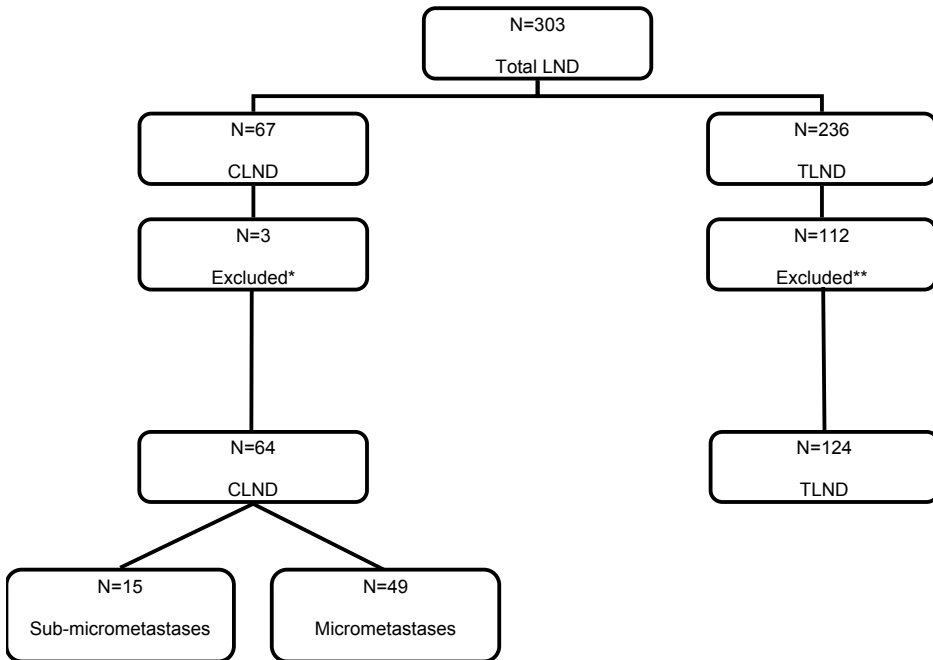 N=303
Total LND
N=67
CLND
N=236
TLND
N=3
Excluded*
N=112
Excluded**
N=64
CLND
N=124
TLND
N=15
Sub-micrometastases
N=49
Micrometastases